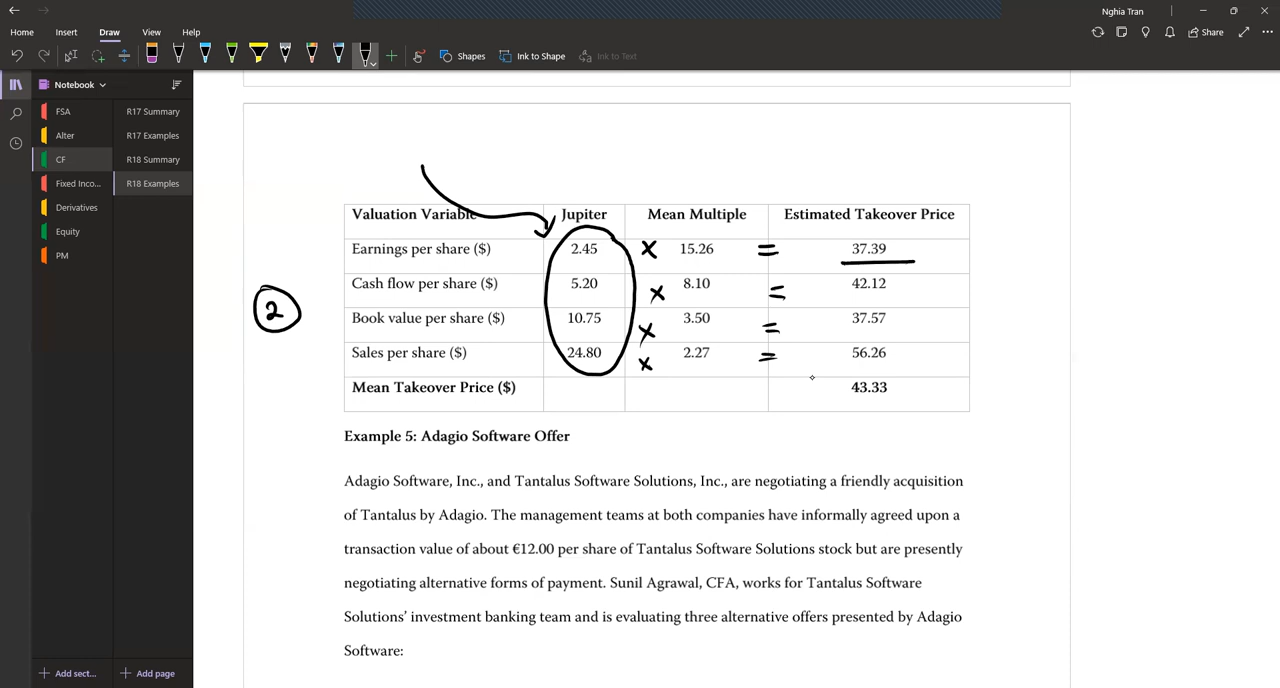 Nghia Tran
Home Insert Draw View Help
Share
Shapes Ink to Shape Ink to Text
Notebook
FSA R17 Summary
Alter R17 Examples
CF R18 Summary
Fixed Inco... R18 Examples
Derivatives
Equity
PM
Add sect... Add page
Valuation Variable Jupiter Mean Multiple Estimated Takeover Price
Earnings per share ($) 2.45 × 15.26 = 37.39
Cash flow per share ($) 5.20 × 8.10 = 42.12
2
Book value per share ($) 10.75 × 3.50 = 37.57
Sales per share ($) 24.80 × 2.27 = 56.26
Mean Takeover Price ($) 43.33
Example 5: Adagio Software Offer
Adagio Software, Inc., and Tantalus Software Solutions, Inc., are negotiating a friendly acquisition
of Tantalus by Adagio. The management teams at both companies have informally agreed upon a
transaction value of about €12.00 per share of Tantalus Software Solutions stock but are presently
negotiating alternative forms of payment. Sunil Agrawal, CFA, works for Tantalus Software
Solutions' investment banking team and is evaluating three alternative offers presented by Adagio
Software: